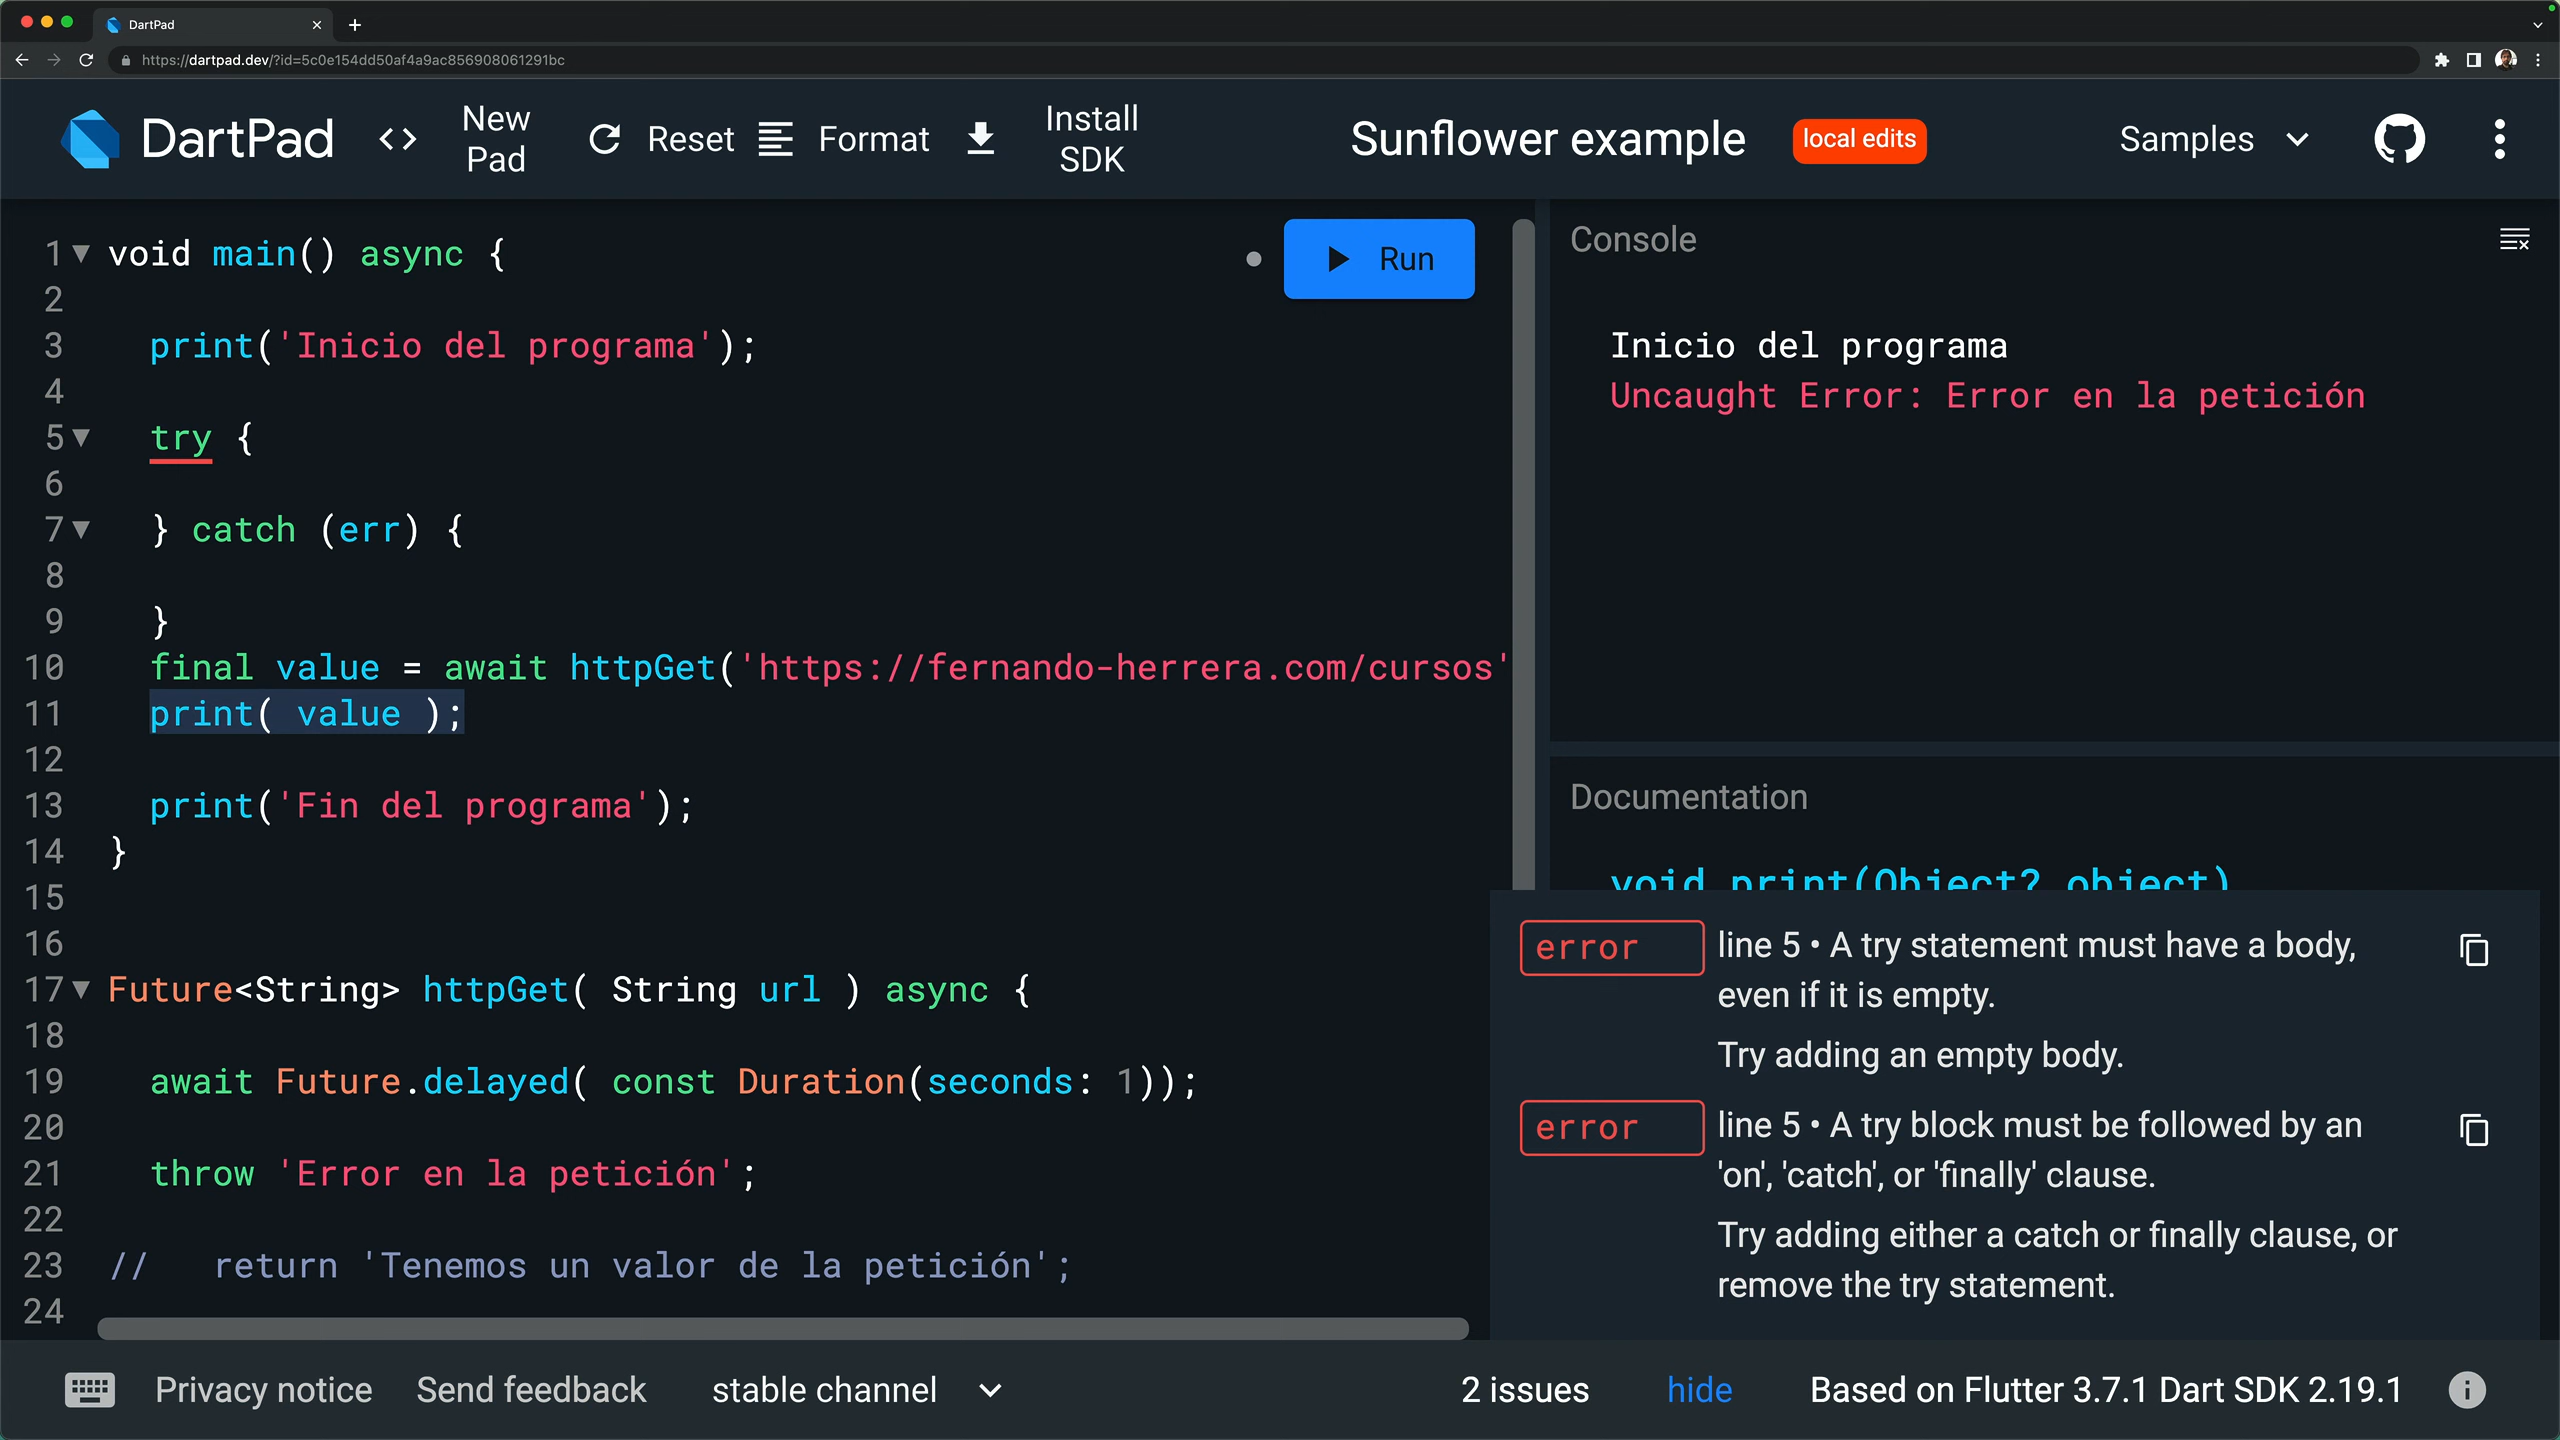 DartPad
https://dartpad.dev/?id=5c0e154dd50af4a9ac856908061291bc
DartPad
<> New Pad
Reset
Format
Install SDK
Sunflower example
local edits
Samples
Run
1 void main() async {
2
3 print('Inicio del programa');
4
5 try {
6
7 } catch (err) {
8
9 }
10 final value = await httpGet('https://fernando-herrera.com/cursos'
11 print( value );
12
13 print('Fin del programa');
14 }
15
16
17 Future<String> httpGet( String url ) async {
18
19 await Future.delayed( const Duration(seconds: 1));
20
21 throw 'Error en la petición';
22
23 // return 'Tenemos un valor de la petición';
24
Console
Inicio del programa
Uncaught Error: Error en la petición
Documentation
void print(Object? object)
error line 5 • A try statement must have a body,
even if it is empty.
Try adding an empty body.
error line 5 • A try block must be followed by an
'on', 'catch', or 'finally' clause.
Try adding either a catch or finally clause, or
remove the try statement.
Privacy notice
Send feedback
stable channel
2 issues
hide
Based on Flutter 3.7.1 Dart SDK 2.19.1